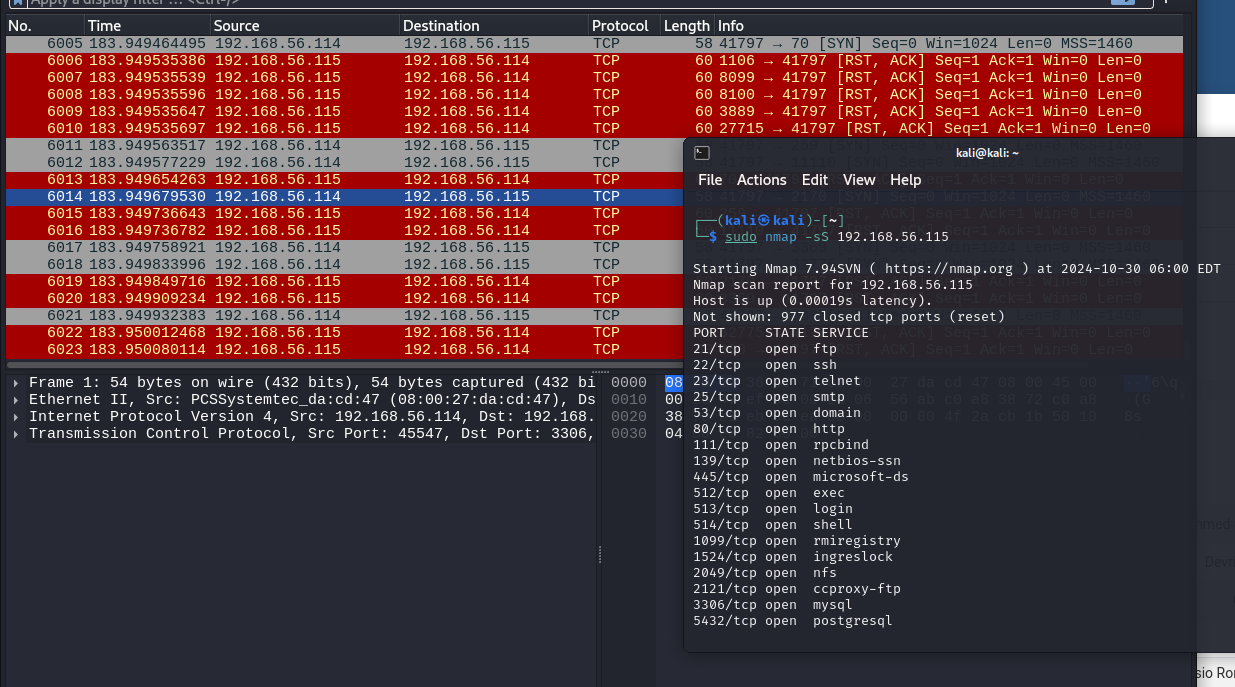 Apply a display filter … <Ctrl-/>
No. Time Source Destination Protocol Length Info
6005 183.949464495 192.168.56.114 192.168.56.115 TCP 58 41797 → 70 [SYN] Seq=0 Win=1024 Len=0 MSS=1460
6006 183.949535386 192.168.56.115 192.168.56.114 TCP 60 1106 → 41797 [RST, ACK] Seq=1 Ack=1 Win=0 Len=0
6007 183.949535539 192.168.56.115 192.168.56.114 TCP 60 8099 → 41797 [RST, ACK] Seq=1 Ack=1 Win=0 Len=0
6008 183.949535596 192.168.56.115 192.168.56.114 TCP 60 8100 → 41797 [RST, ACK] Seq=1 Ack=1 Win=0 Len=0
6009 183.949535647 192.168.56.115 192.168.56.114 TCP 60 3889 → 41797 [RST, ACK] Seq=1 Ack=1 Win=0 Len=0
6010 183.949535697 192.168.56.115 192.168.56.114 TCP 60 27715 → 41797 [RST, ACK] Seq=1 Ack=1 Win=0 Len=0
6011 183.949563517 192.168.56.114 192.168.56.115 TCP
6012 183.949577229 192.168.56.114 192.168.56.115 TCP
6013 183.949654263 192.168.56.115 192.168.56.114 TCP
6014 183.949679530 192.168.56.114 192.168.56.115 TCP
6015 183.949736643 192.168.56.115 192.168.56.114 TCP
6016 183.949736782 192.168.56.115 192.168.56.114 TCP
6017 183.949758921 192.168.56.114 192.168.56.115 TCP
6018 183.949833996 192.168.56.114 192.168.56.115 TCP
6019 183.949849716 192.168.56.115 192.168.56.114 TCP
6020 183.949909234 192.168.56.115 192.168.56.114 TCP
6021 183.949932383 192.168.56.114 192.168.56.115 TCP
6022 183.950012468 192.168.56.115 192.168.56.114 TCP
6023 183.950080114 192.168.56.115 192.168.56.114 TCP
Frame 1: 54 bytes on wire (432 bits), 54 bytes captured (432 bi
Ethernet II, Src: PCSSystemtec_da:cd:47 (08:00:27:da:cd:47), Ds
Internet Protocol Version 4, Src: 192.168.56.114, Dst: 192.168.
Transmission Control Protocol, Src Port: 45547, Dst Port: 3306,
0000 08
0010 00
0020 38
0030 04
kali@kali: ~
File Actions Edit View Help
┌──(kali㉿kali)-[~]
└─$ sudo nmap -sS 192.168.56.115
Starting Nmap 7.94SVN ( https://nmap.org ) at 2024-10-30 06:00 EDT
Nmap scan report for 192.168.56.115
Host is up (0.00019s latency).
Not shown: 977 closed tcp ports (reset)
PORT STATE SERVICE
21/tcp open ftp
22/tcp open ssh
23/tcp open telnet
25/tcp open smtp
53/tcp open domain
80/tcp open http
111/tcp open rpcbind
139/tcp open netbios-ssn
445/tcp open microsoft-ds
512/tcp open exec
513/tcp open login
514/tcp open shell
1099/tcp open rmiregistry
1524/tcp open ingreslock
2049/tcp open nfs
2121/tcp open ccproxy-ftp
3306/tcp open mysql
5432/tcp open postgresql